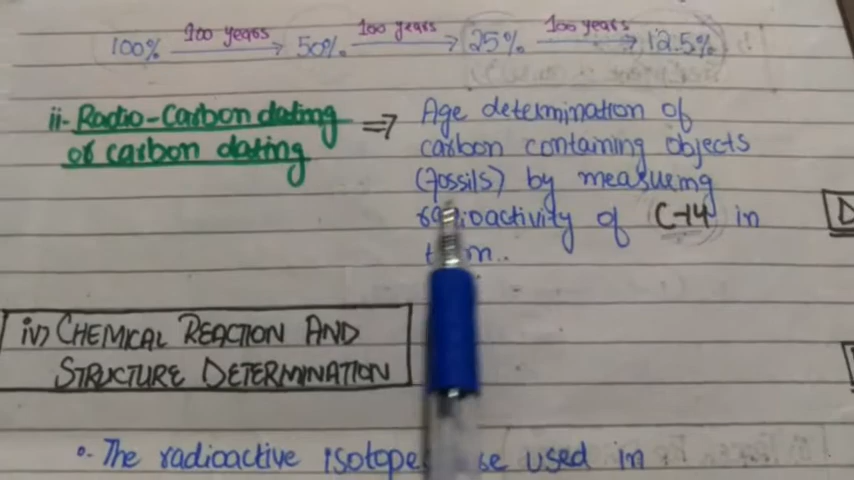 100% 100 years → 50% 100 years → 25% 100 years → 12.5%
ii- Radio-Carbon dating ⇒ Age determination of
or carbon dating carbon containing objects
(fossils) by measureing
radioactivity of C-14 in
iv) CHEMICAL REACTION AND
STRUCTURE DETERMINATION
The radioactive used in